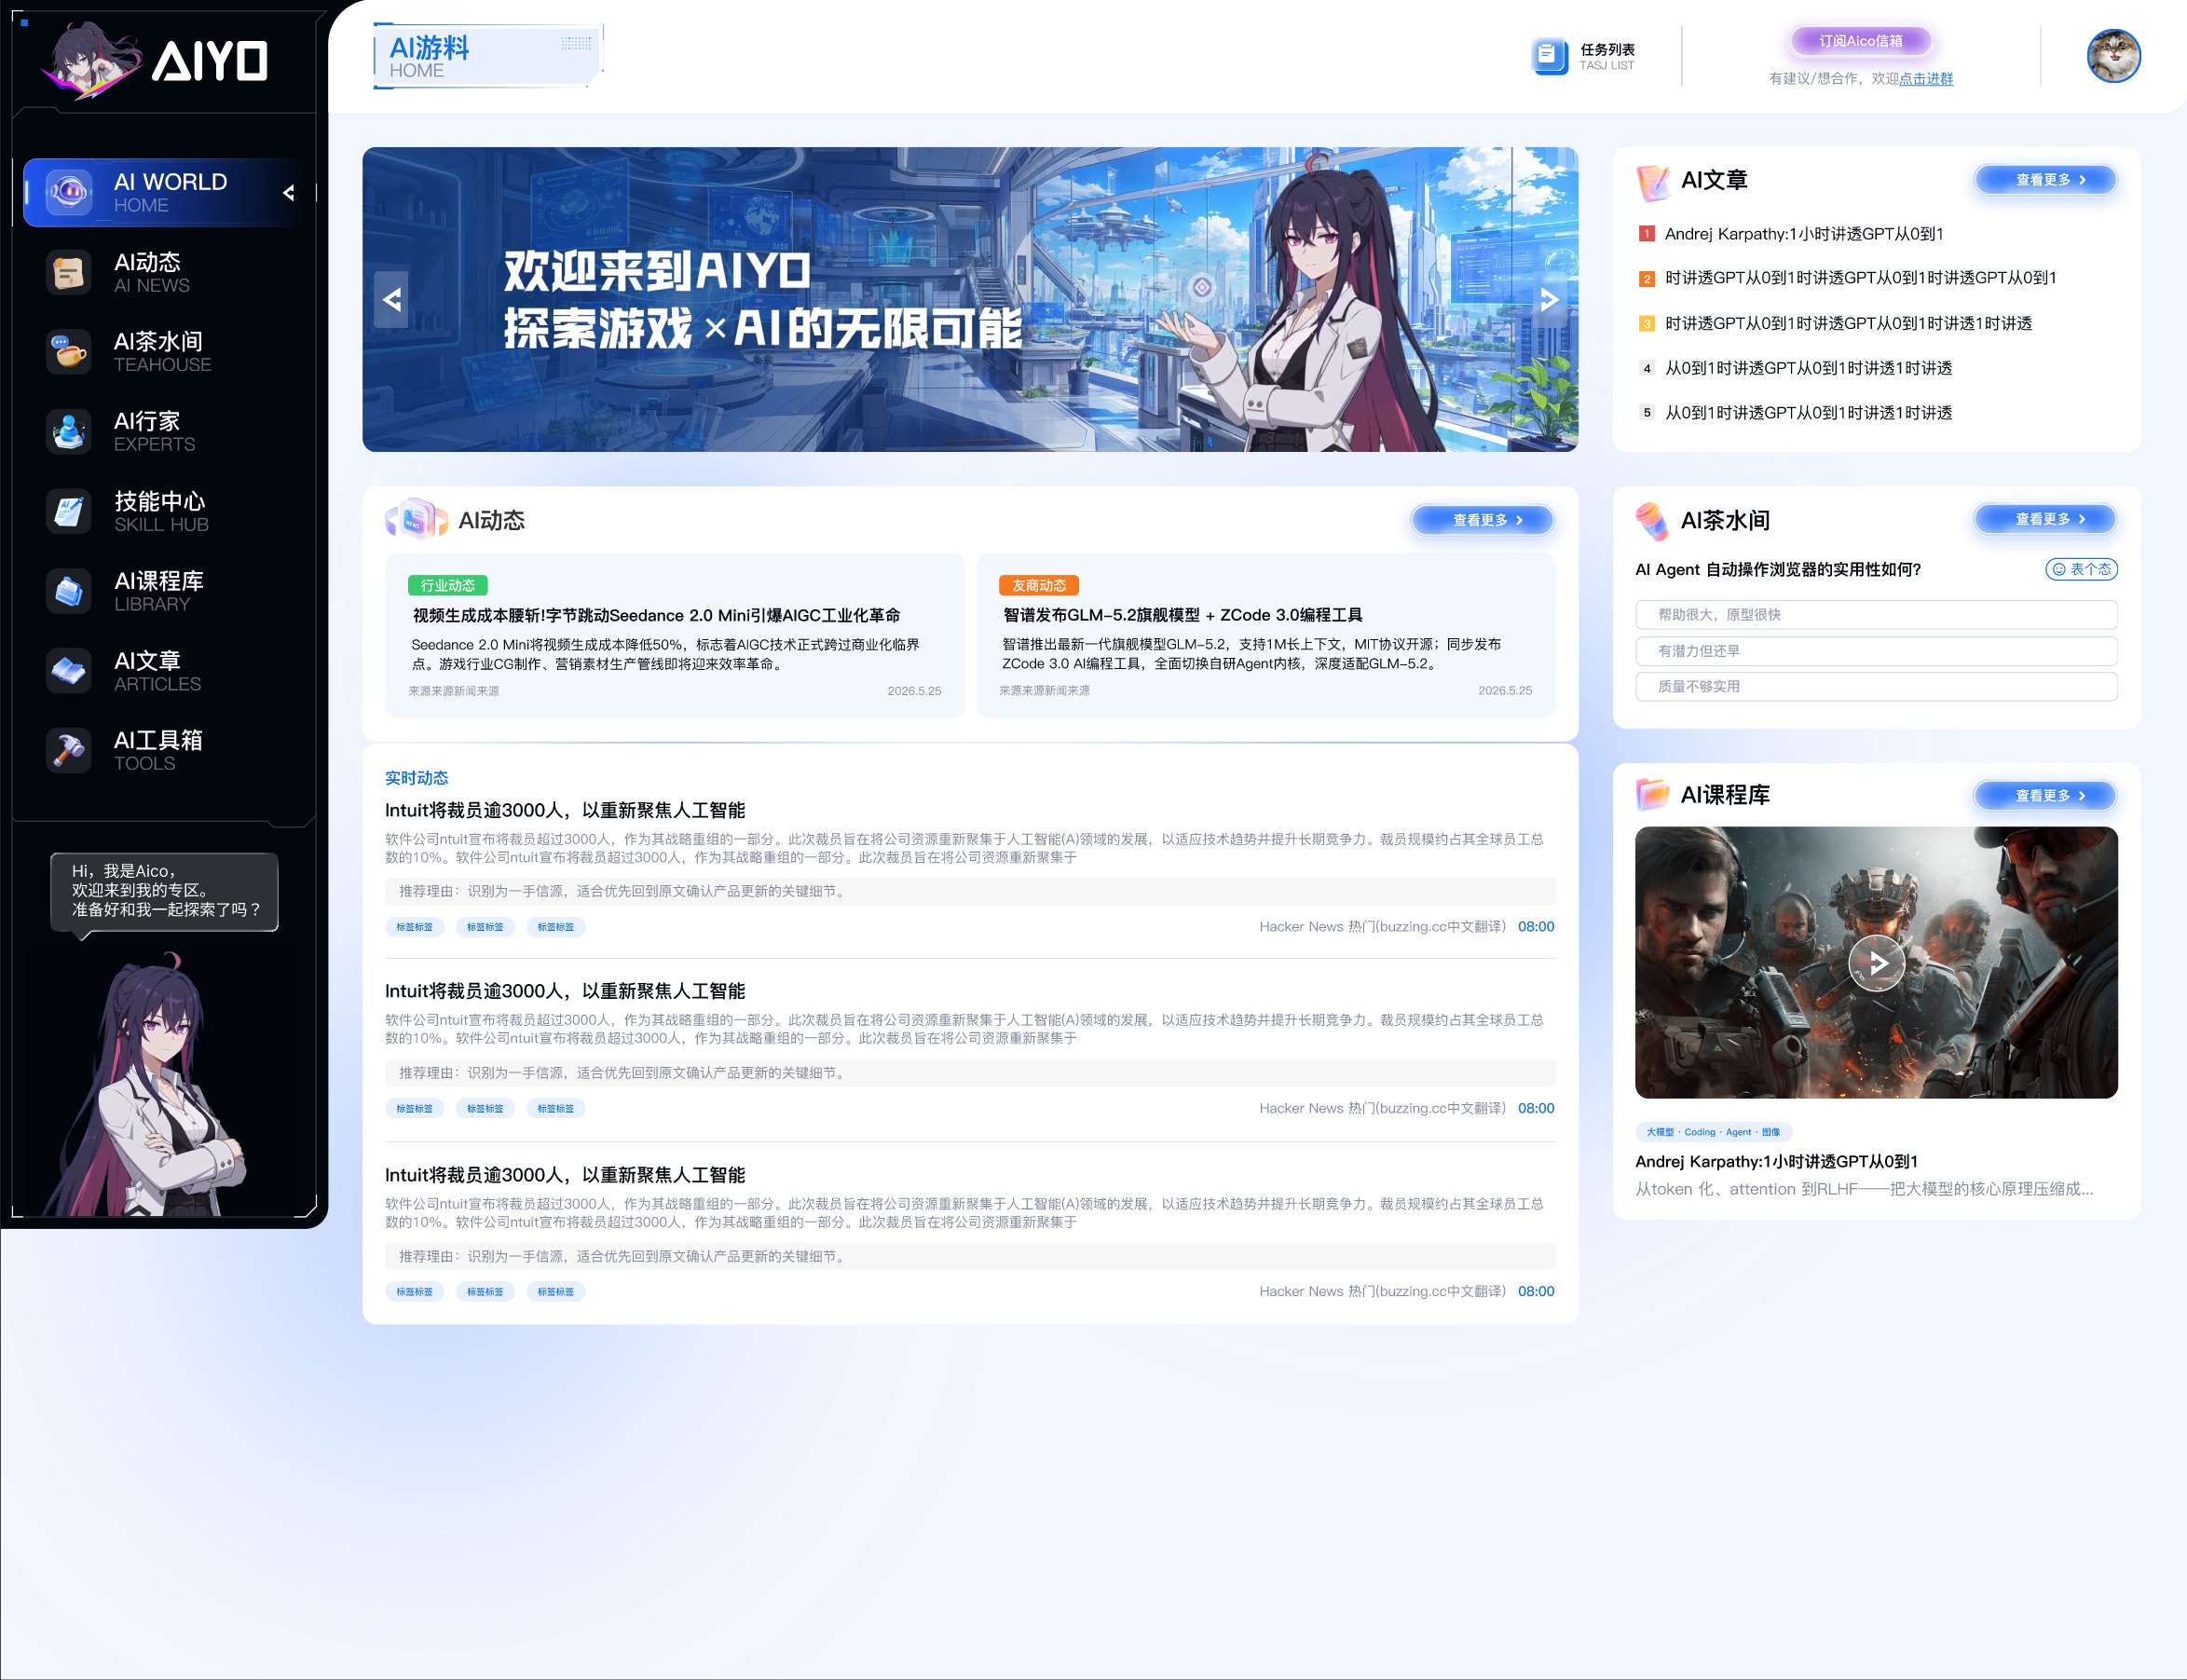 AIYO
AI WORLD
HOME
AI动态
AI NEWS
AI茶水间
TEAHOUSE
AI行家
EXPERTS
技能中心
SKILL HUB
AI课程库
LIBRARY
AI文章
ARTICLES
AI工具箱
TOOLS
Hi，我是Aico，
欢迎来到我的专区。
准备好和我一起探索了吗？
AI游料
HOME
任务列表
TASJ LIST
订阅Aico信箱
有建议/想合作，欢迎点击进群
欢迎来到AIYO
探索游戏×AI的无限可能
AI动态
查看更多
行业动态
视频生成成本腰斩!字节跳动Seedance 2.0 Mini引爆AIGC工业化革命
Seedance 2.0 Mini将视频生成成本降低50%，标志着AIGC技术正式跨过商业化临界
点。游戏行业CG制作、营销素材生产管线即将迎来效率革命。
来源来源新闻来源
2026.5.25
友商动态
智谱发布GLM-5.2旗舰模型 + ZCode 3.0编程工具
智谱推出最新一代旗舰模型GLM-5.2，支持1M长上下文，MIT协议开源；同步发布
ZCode 3.0 AI编程工具，全面切换自研Agent内核，深度适配GLM-5.2。
来源来源新闻来源
2026.5.25
实时动态
Intuit将裁员逾3000人，以重新聚焦人工智能
软件公司ntuit宣布将裁员超过3000人，作为其战略重组的一部分。此次裁员旨在将公司资源重新聚集于人工智能(A)领域的发展，以适应技术趋势并提升长期竞争力。裁员规模约占其全球员工总
数的10%。软件公司ntuit宣布将裁员超过3000人，作为其战略重组的一部分。此次裁员旨在将公司资源重新聚集于
推荐理由：识别为一手信源，适合优先回到原文确认产品更新的关键细节。
标签标签 标签标签 标签标签
Hacker News 热门(buzzing.cc中文翻译) 08:00
Intuit将裁员逾3000人，以重新聚焦人工智能
软件公司ntuit宣布将裁员超过3000人，作为其战略重组的一部分。此次裁员旨在将公司资源重新聚集于人工智能(A)领域的发展，以适应技术趋势并提升长期竞争力。裁员规模约占其全球员工总
数的10%。软件公司ntuit宣布将裁员超过3000人，作为其战略重组的一部分。此次裁员旨在将公司资源重新聚集于
推荐理由：识别为一手信源，适合优先回到原文确认产品更新的关键细节。
标签标签 标签标签 标签标签
Hacker News 热门(buzzing.cc中文翻译) 08:00
Intuit将裁员逾3000人，以重新聚焦人工智能
软件公司ntuit宣布将裁员超过3000人，作为其战略重组的一部分。此次裁员旨在将公司资源重新聚集于人工智能(A)领域的发展，以适应技术趋势并提升长期竞争力。裁员规模约占其全球员工总
数的10%。软件公司ntuit宣布将裁员超过3000人，作为其战略重组的一部分。此次裁员旨在将公司资源重新聚集于
推荐理由：识别为一手信源，适合优先回到原文确认产品更新的关键细节。
标签标签 标签标签 标签标签
Hacker News 热门(buzzing.cc中文翻译) 08:00
AI文章
查看更多
1 Andrej Karpathy:1小时讲透GPT从0到1
2 时讲透GPT从0到1时讲透GPT从0到1时讲透GPT从0到1
3 时讲透GPT从0到1时讲透GPT从0到1时讲透1时讲透
4 从0到1时讲透GPT从0到1时讲透1时讲透
5 从0到1时讲透GPT从0到1时讲透1时讲透
AI茶水间
查看更多
AI Agent 自动操作浏览器的实用性如何?
表个态
帮助很大，原型很快
有潜力但还早
质量不够实用
AI课程库
查看更多
大模型 · Coding · Agent · 图像
Andrej Karpathy:1小时讲透GPT从0到1
从token 化、attention 到RLHF——把大模型的核心原理压缩成...